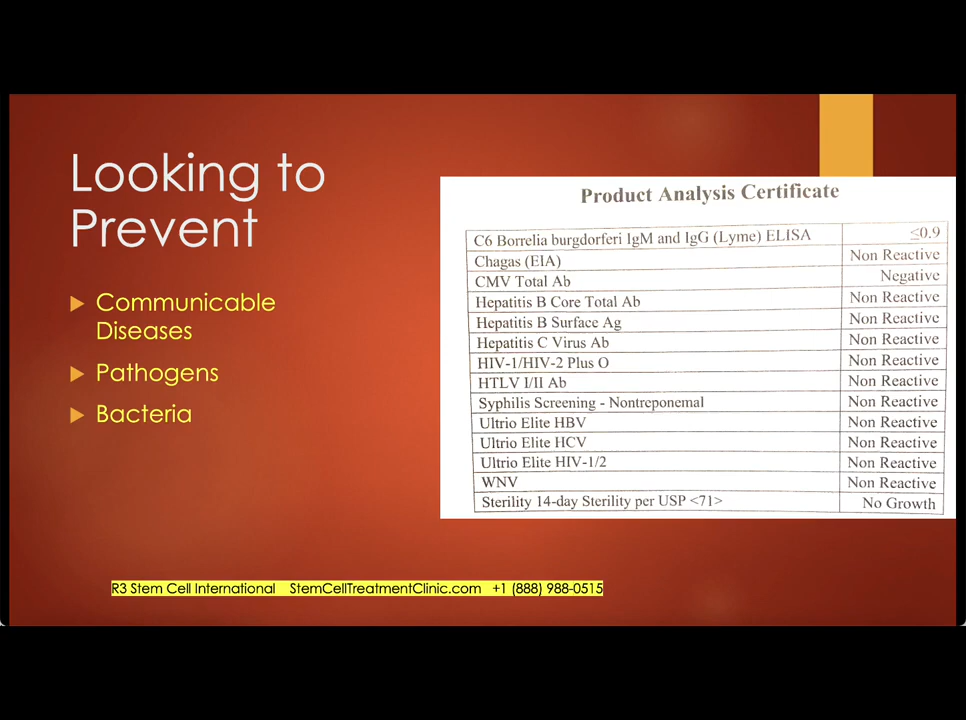 Looking to
Prevent
Communicable
Diseases
Pathogens
Bacteria
Product Analysis Certificate
C6 Borrelia burgdorferi IgM and IgG (Lyme) ELISA ≤0.9
Chagas (EIA) Non Reactive
CMV Total Ab Negative
Hepatitis B Core Total Ab Non Reactive
Hepatitis B Surface Ag Non Reactive
Hepatitis C Virus Ab Non Reactive
HIV-1/HIV-2 Plus O Non Reactive
HTLV I/II Ab Non Reactive
Syphilis Screening - Nontreponemal Non Reactive
Ultrio Elite HBV Non Reactive
Ultrio Elite HCV Non Reactive
Ultrio Elite HIV-1/2 Non Reactive
WNV Non Reactive
Sterility 14-day Sterility per USP <71> No Growth
R3 Stem Cell International StemCellTreatmentClinic.com +1 (888) 988-0515